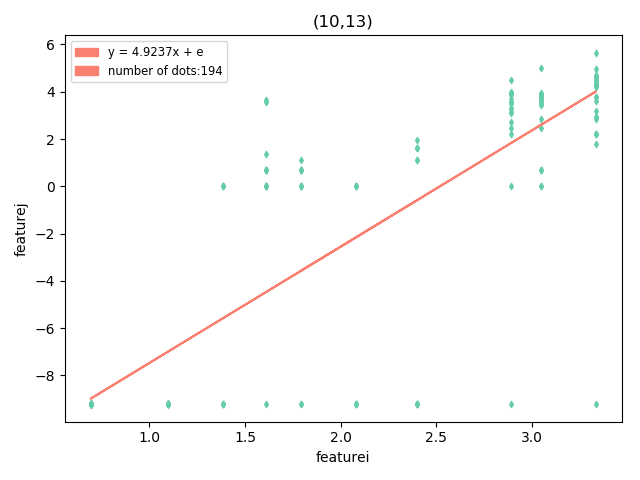 (10,13)
y = 4.9237x + e
number of dots:194
6
4
2
0
−2
−4
−6
−8
featurej
1.0 1.5 2.0 2.5 3.0
featurei